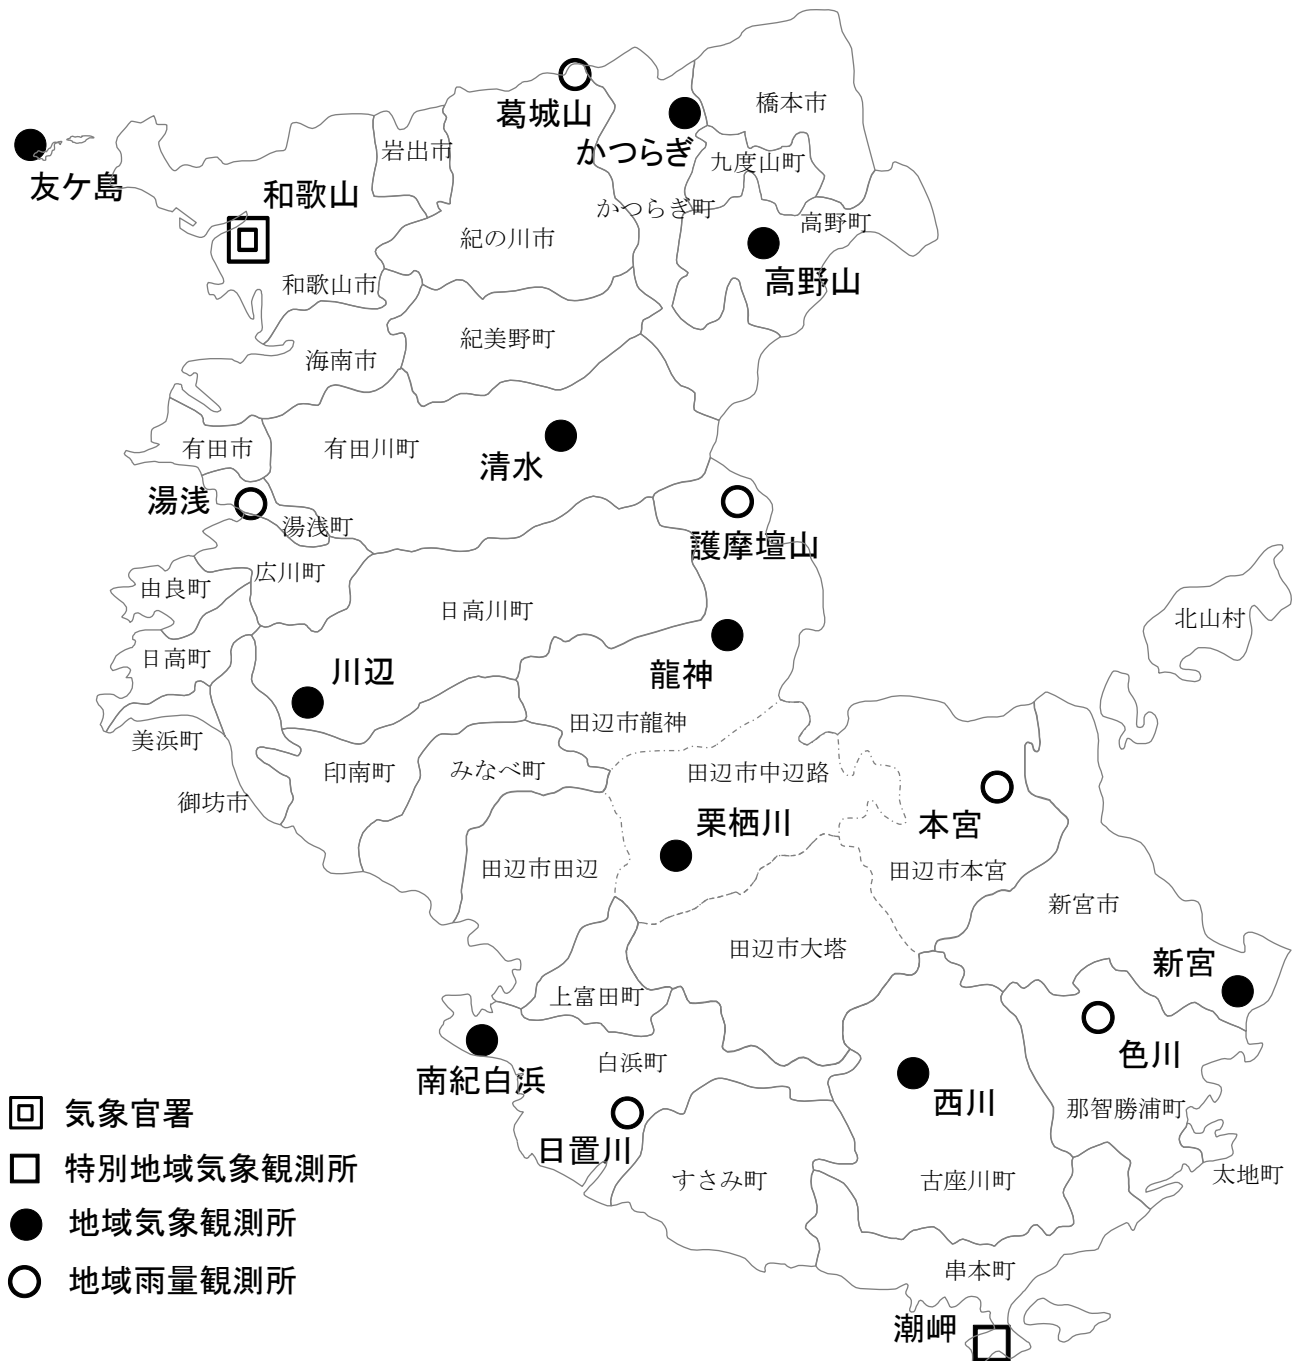 葛城山
橋本市
岩出市
かつらぎ
九度山町
友ケ島
和歌山
かつらぎ町
高野町
紀の川市
高野山
和歌山市
紀美野町
海南市
有田市
有田川町
清水
湯浅
湯浅町
護摩壇山
広川町
由良町
日高川町
北山村
日高町
川辺
龍神
美浜町
田辺市龍神
印南町
みなべ町
田辺市中辺路
御坊市
栗栖川
本宮
田辺市田辺
田辺市本宮
新宮市
田辺市大塔
新宮
上富田町
色川
白浜町
南紀白浜
西川
那智勝浦町
日置川
すさみ町
古座川町
太地町
串本町
潮岬
気象官署
特別地域気象観測所
地域気象観測所
地域雨量観測所